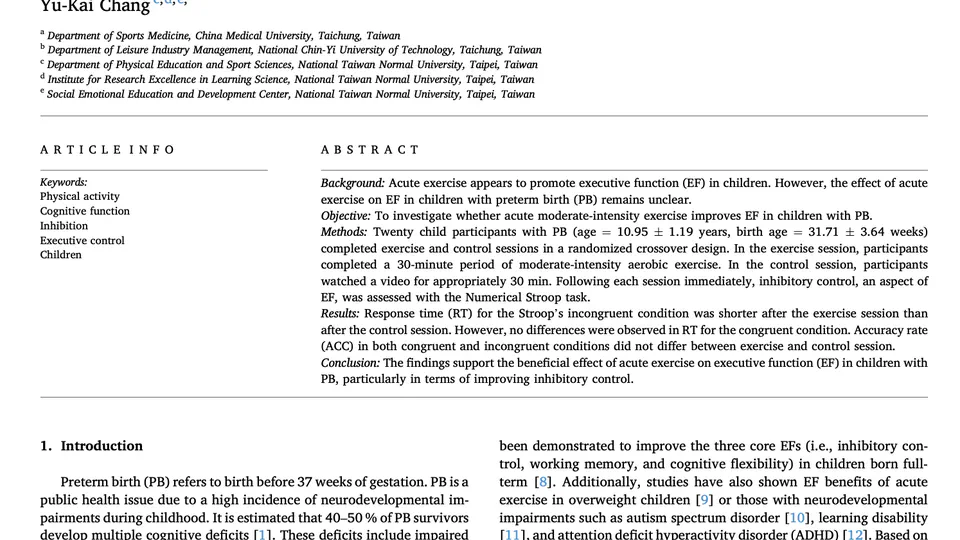 Yu-Kai Chang c,d,e,
a Department of Sports Medicine, China Medical University, Taichung, Taiwan
b Department of Leisure Industry Management, National Chin-Yi University of Technology, Taichung, Taiwan
c Department of Physical Education and Sport Sciences, National Taiwan Normal University, Taipei, Taiwan
d Institute for Research Excellence in Learning Science, National Taiwan Normal University, Taipei, Taiwan
e Social Emotional Education and Development Center, National Taiwan Normal University, Taipei, Taiwan
ARTICLE INFO
Keywords:
Physical activity
Cognitive function
Inhibition
Executive control
Children
ABSTRACT
Background: Acute exercise appears to promote executive function (EF) in children. However, the effect of acute
exercise on EF in children with preterm birth (PB) remains unclear.
Objective: To investigate whether acute moderate-intensity exercise improves EF in children with PB.
Methods: Twenty child participants with PB (age = 10.95 ± 1.19 years, birth age = 31.71 ± 3.64 weeks)
completed exercise and control sessions in a randomized crossover design. In the exercise session, participants
completed a 30-minute period of moderate-intensity aerobic exercise. In the control session, participants
watched a video for appropriately 30 min. Following each session immediately, inhibitory control, an aspect of
EF, was assessed with the Numerical Stroop task.
Results: Response time (RT) for the Stroop's incongruent condition was shorter after the exercise session than
after the control session. However, no differences were observed in RT for the congruent condition. Accuracy rate
(ACC) in both congruent and incongruent conditions did not differ between exercise and control session.
Conclusion: The findings support the beneficial effect of acute exercise on executive function (EF) in children with
PB, particularly in terms of improving inhibitory control.
1. Introduction
Preterm birth (PB) refers to birth before 37 weeks of gestation. PB is a
public health issue due to a high incidence of neurodevelopmental im-
pairments during childhood. It is estimated that 40–50 % of PB survivors
develop multiple cognitive deficits [1]. These deficits include impaired
been demonstrated to improve the three core EFs (i.e., inhibitory con-
trol, working memory, and cognitive flexibility) in children born full-
term [8]. Additionally, studies have also shown EF benefits of acute
exercise in overweight children [9] or those with neurodevelopmental
impairments such as autism spectrum disorder [10], learning disability
[11], and attention deficit hyperactivity disorder (ADHD) [12]. Based on